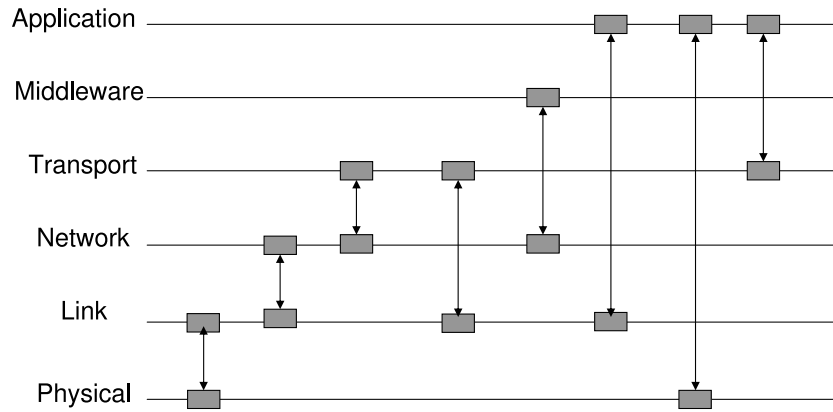 Application
Middleware
Transport
Network
Link
Physical